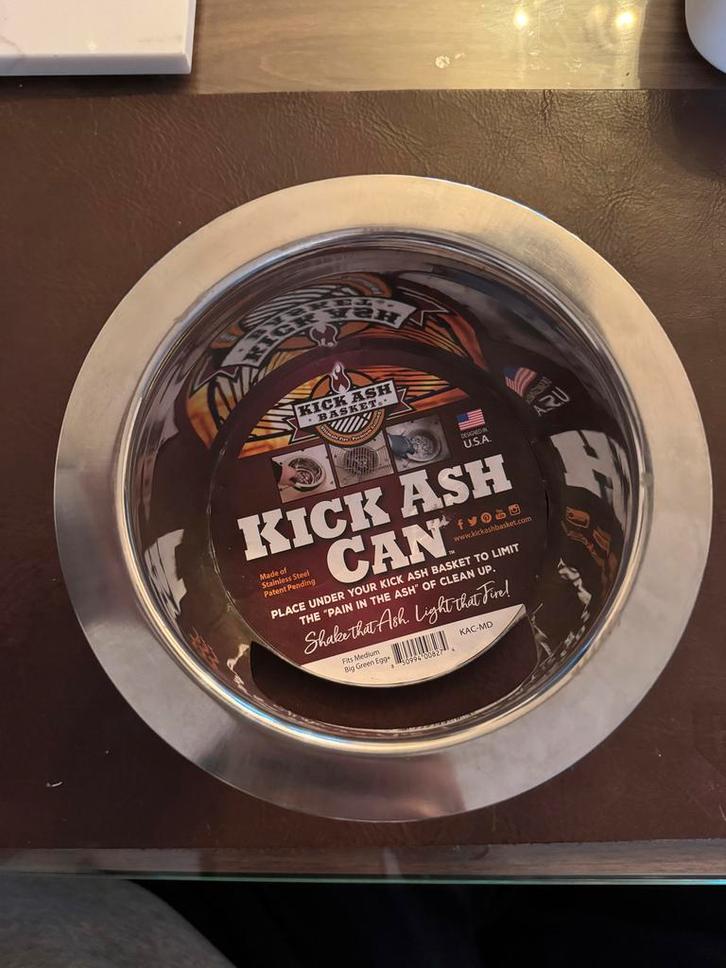 KICK ASH
BASKET
DESIGNED IN
U.S.A.
KICK ASH
CAN™
www.kickashbasket.com
Made of
Stainless Steel
Patent Pending
PLACE UNDER YOUR KICK ASH BASKET TO LIMIT
THE "PAIN IN THE ASH" OF CLEAN UP.
Shake that Ash. Light that Fire!
Fits Medium
Big Green Egg®
KAC-MD